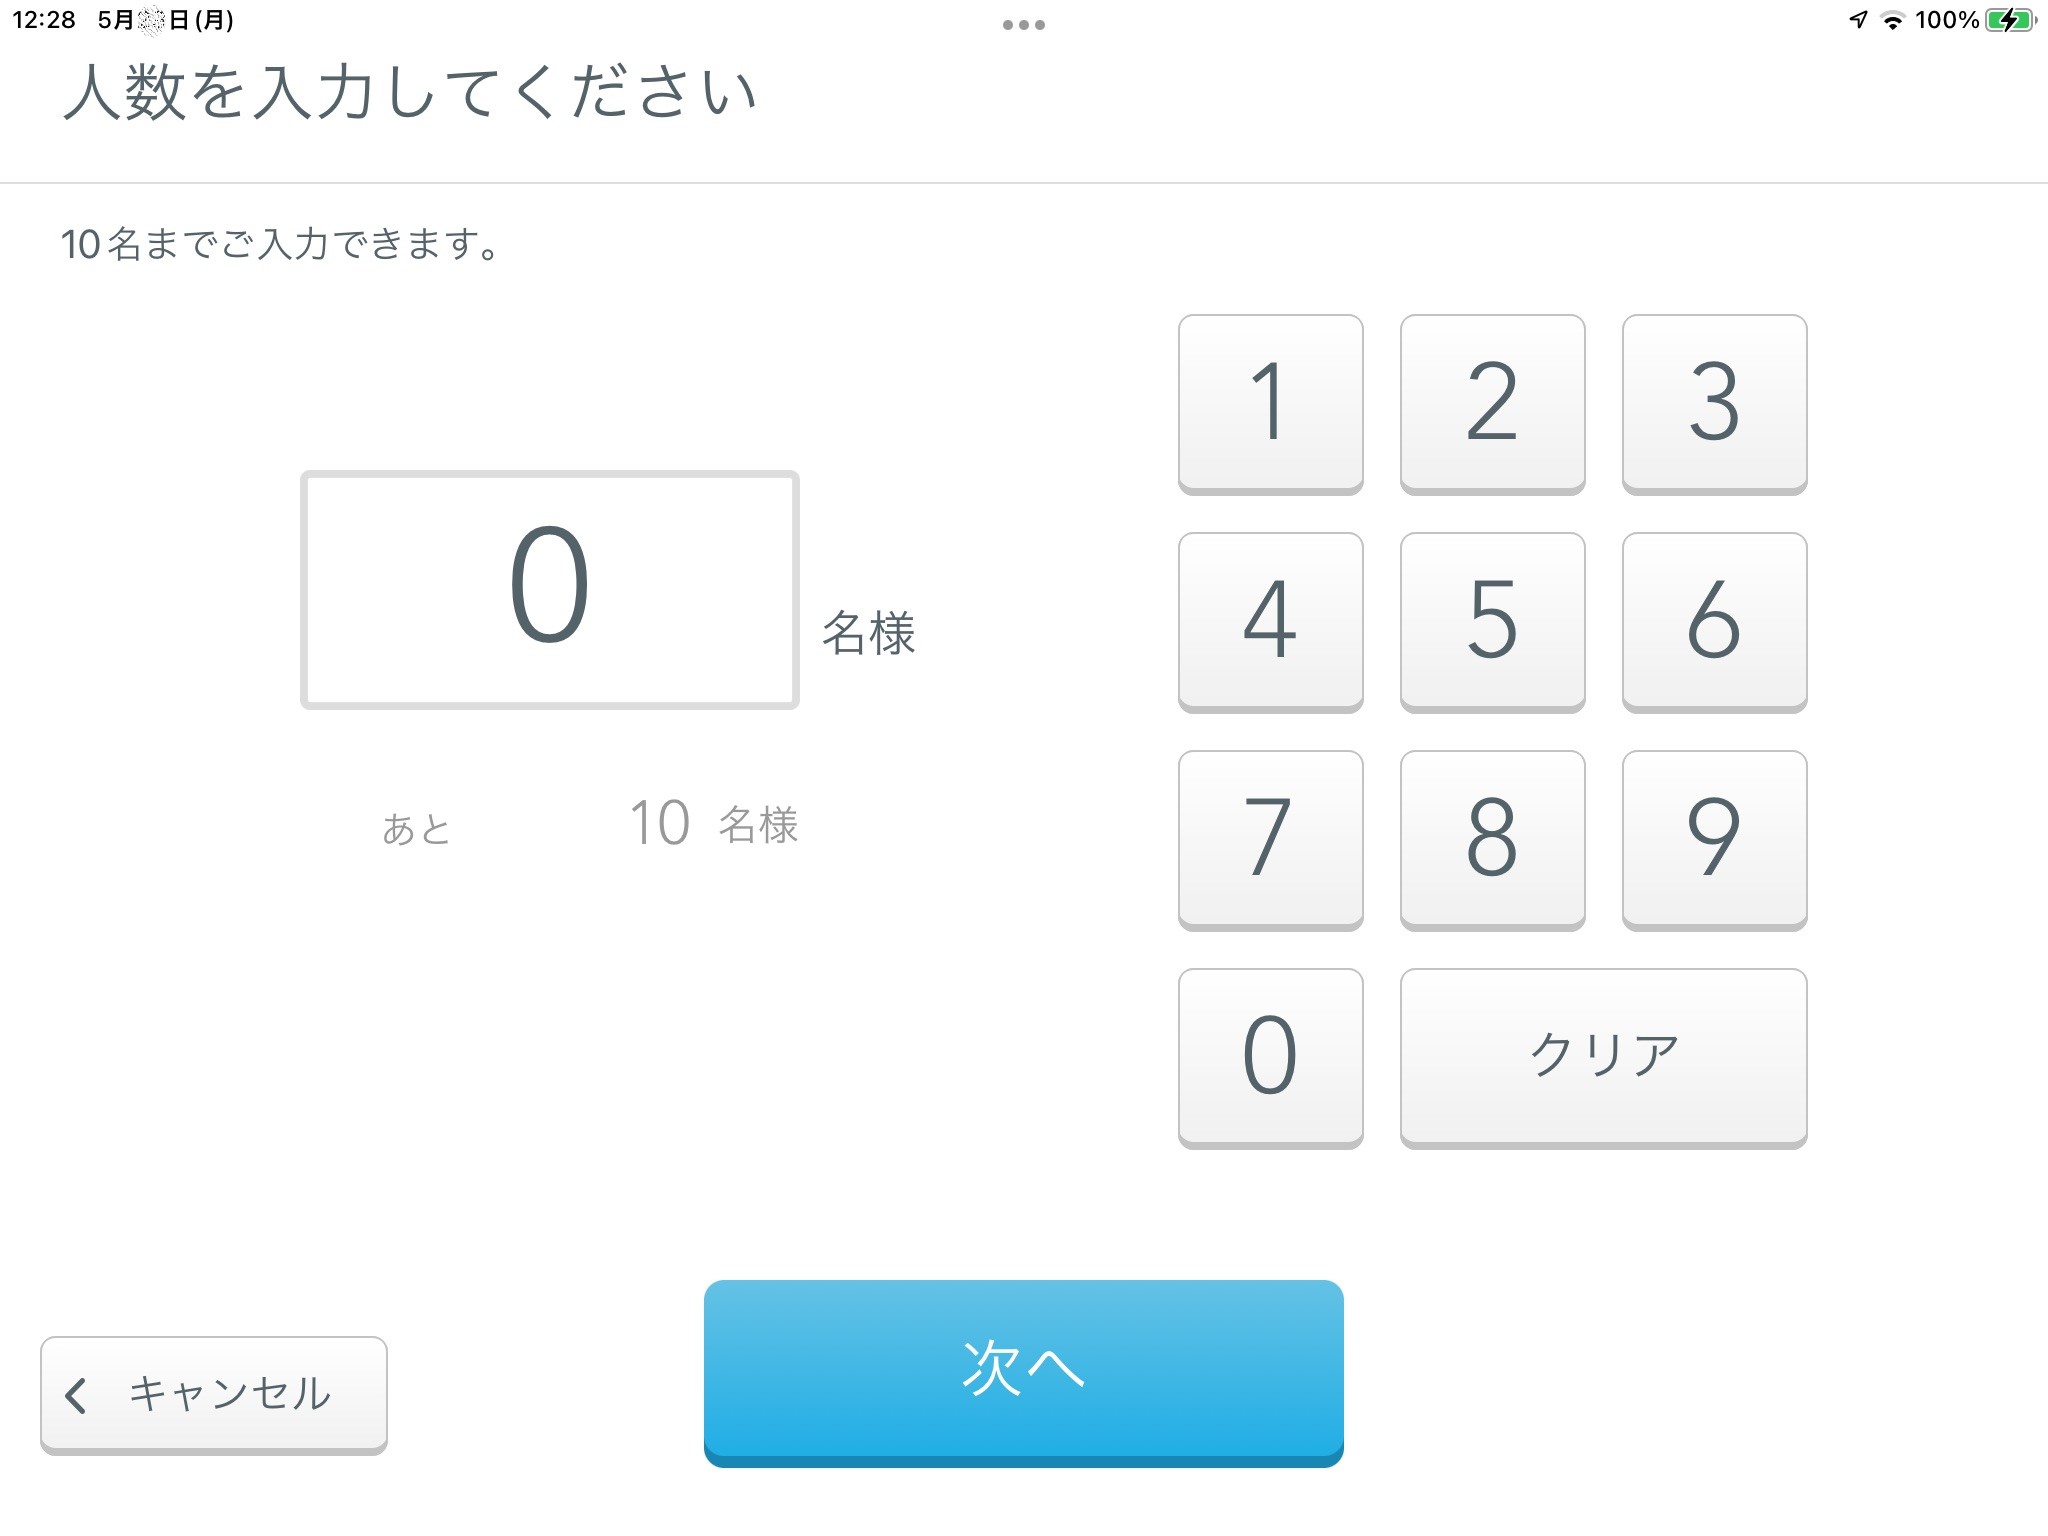 12:28 5月日(月)
100%
人数を入力してください
10名までご入力できます。
1 2 3
0 名様
4 5 6
あと 10 名様
7 8 9
0 クリア
次へ
キャンセル